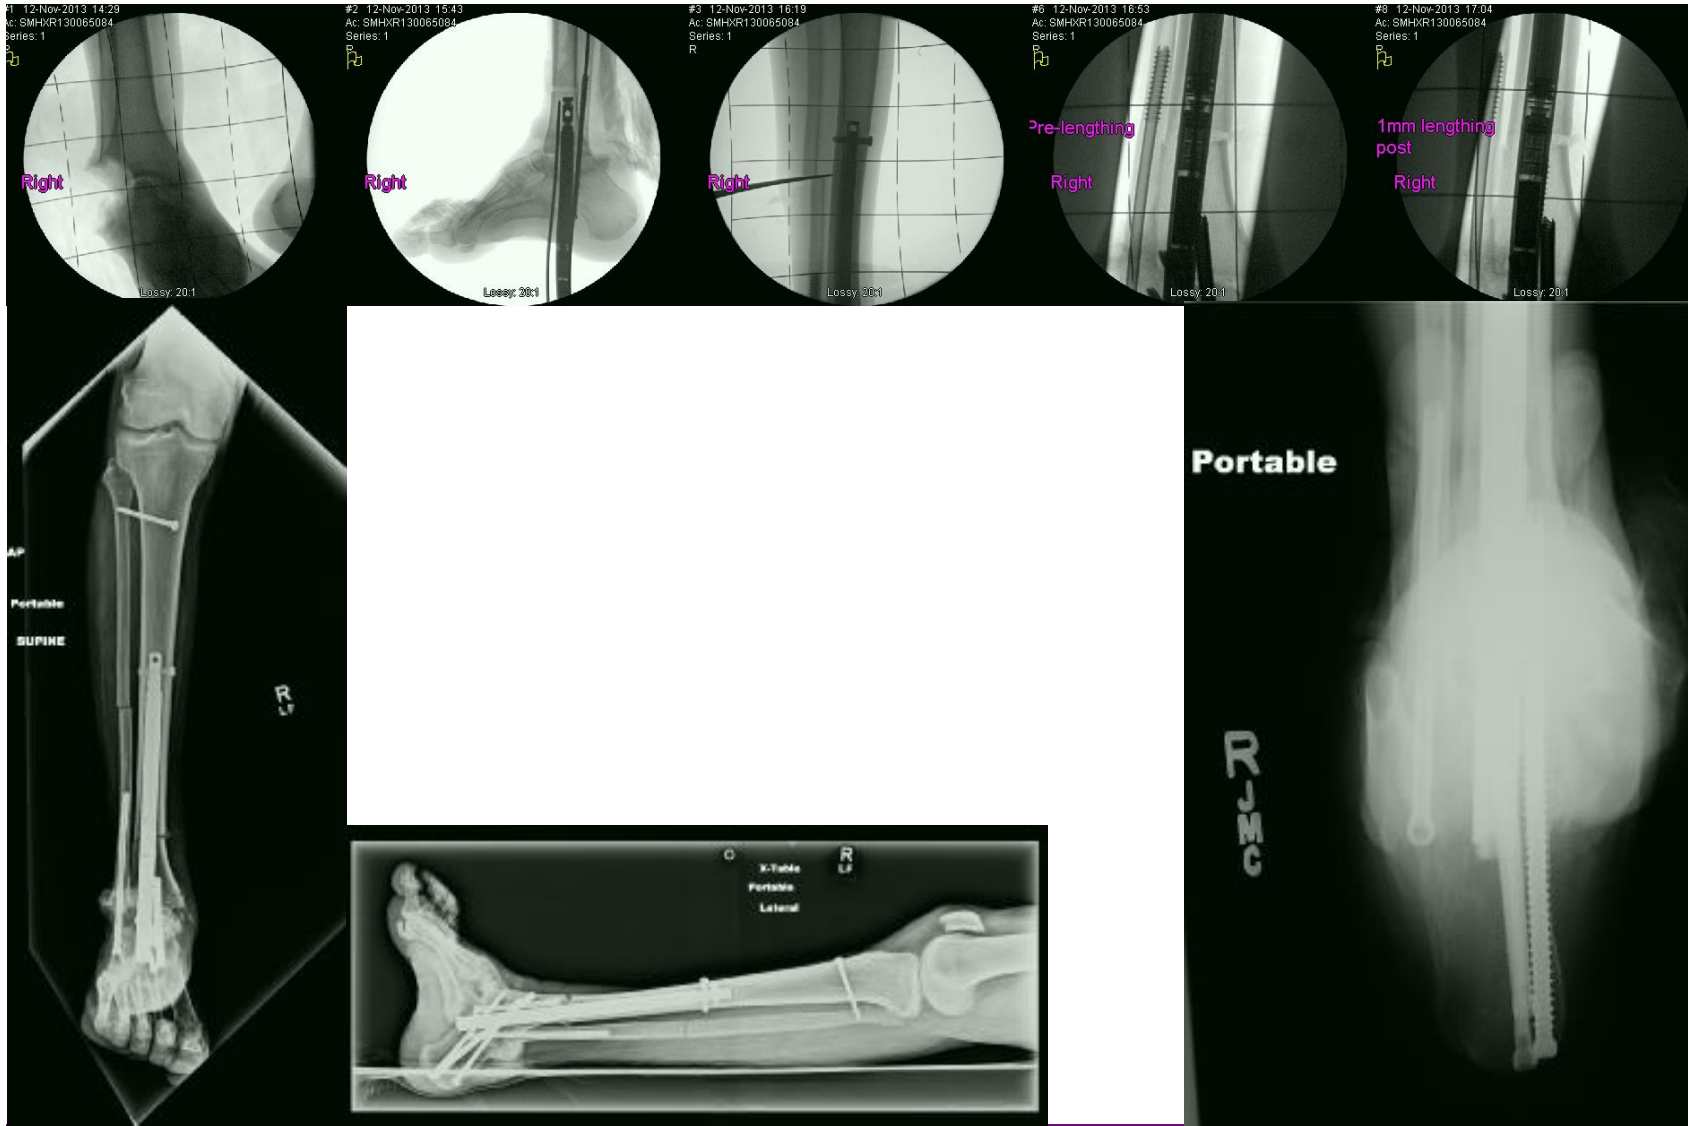 #1 12-Nov-2013 14:29
Ac: SMHXR130065084
Series: 1
R
Right
Lossy: 20:1
#2 12-Nov-2013 15:43
Ac: SMHXR130065084
Series: 1
R
Right
Lossy: 20:1
#3 12-Nov-2013 16:19
Ac: SMHXR130065084
Series: 1
R
Right
Lossy: 20:1
#6 12-Nov-2013 16:53
Ac: SMHXR130065084
Series: 1
R
Pre-lengthing
Right
Lossy: 20:1
#8 12-Nov-2013 17:04
Ac: SMHXR130065084
Series: 1
R
1mm lengthing
post
Right
Lossy: 20:1
AP
Portable
SUPINE
R
LF
X-Table
Portable
Lateral
R
LF
Portable
R
JMC